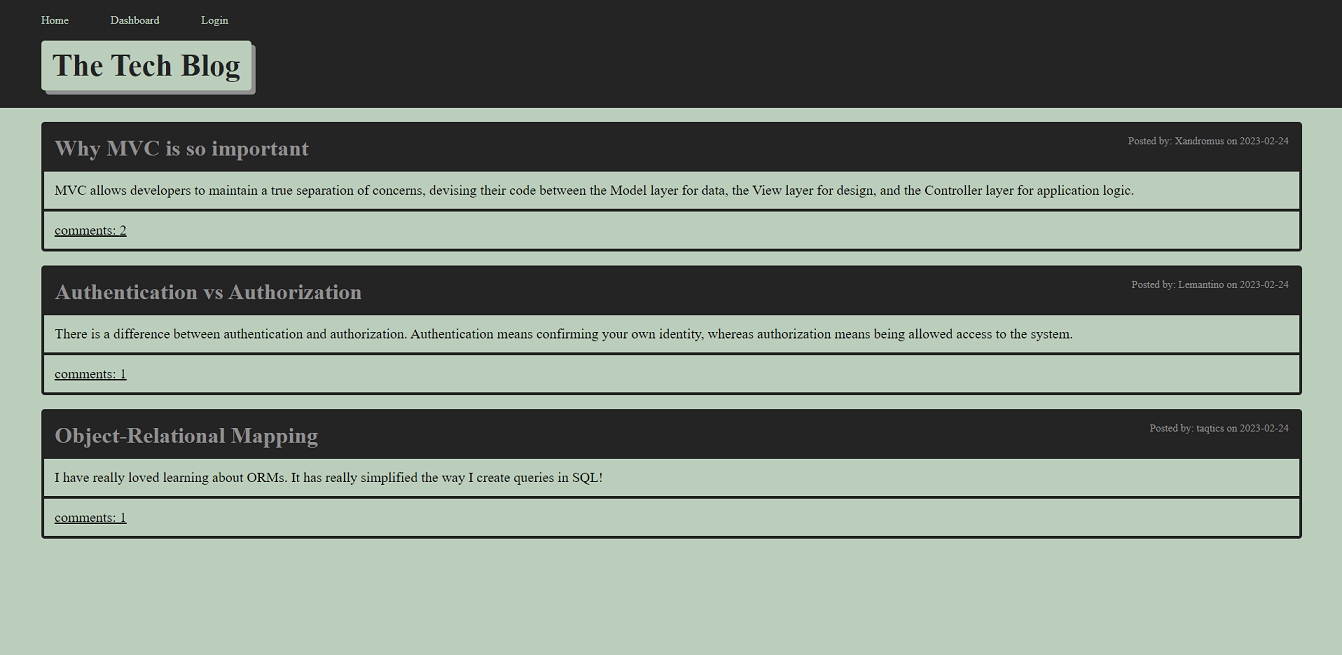 Home Dashboard Login
The Tech Blog
Why MVC is so important
Posted by: Xandromus on 2023-02-24
MVC allows developers to maintain a true separation of concerns, devising their code between the Model layer for data, the View layer for design, and the Controller layer for application logic.
comments: 2
Authentication vs Authorization
Posted by: Lemantino on 2023-02-24
There is a difference between authentication and authorization. Authentication means confirming your own identity, whereas authorization means being allowed access to the system.
comments: 1
Object-Relational Mapping
Posted by: taqtics on 2023-02-24
I have really loved learning about ORMs. It has really simplified the way I create queries in SQL!
comments: 1